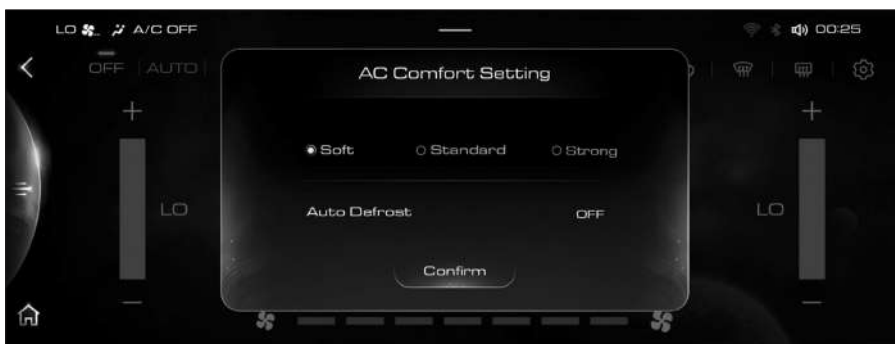 LO A/C OFF 00:25
OFF AUTO
AC Comfort Setting
Soft Standard Strong
LO LO
Auto Defrost OFF
Confirm